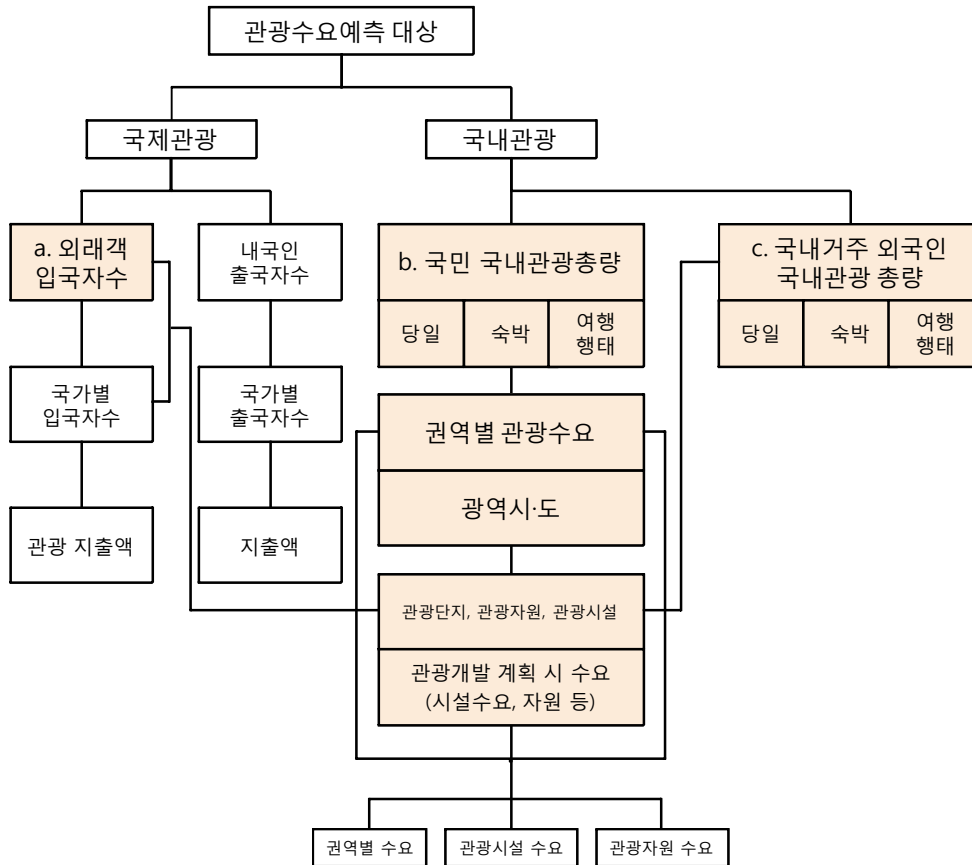 관광수요예측 대상
국제관광
국내관광
a. 외래객
입국자수
내국인
출국자수
b. 국민 국내관광총량
당일
숙박
여행
행태
c. 국내거주 외국인
국내관광 총량
당일
숙박
여행
행태
국가별
입국자수
국가별
출국자수
권역별 관광수요
광역시·도
관광 지출액
지출액
관광단지, 관광자원, 관광시설
관광개발 계획 시 수요
(시설수요, 자원 등)
권역별 수요
관광시설 수요
관광자원 수요